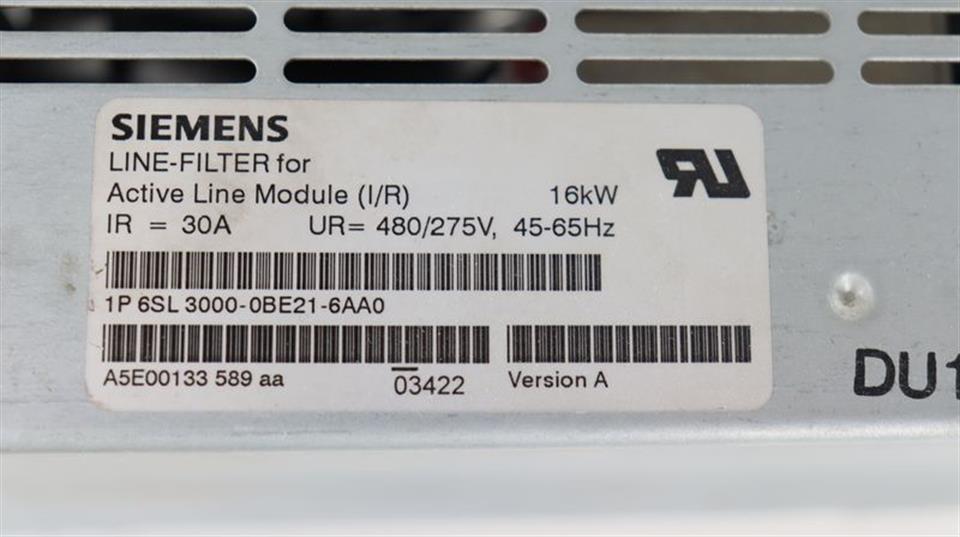 SIEMENS
LINE-FILTER for
Active Line Module (I/R) 16kW
IR = 30A UR= 480/275V, 45-65Hz
1P 6SL 3000-0BE21-6AA0
A5E00133 589 aa 03422 Version A
DU1